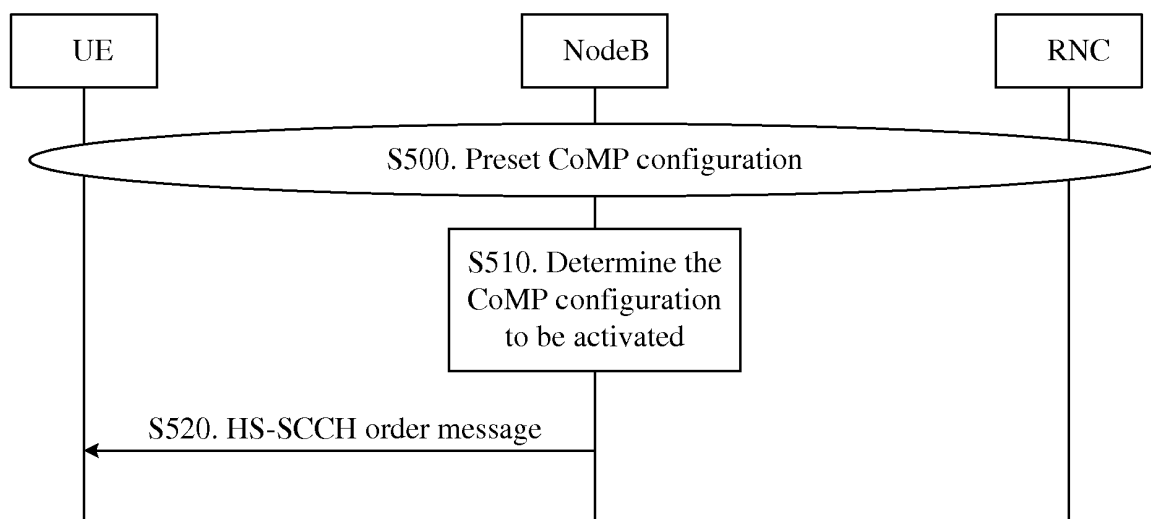 UE
NodeB
RNC
S500. Preset CoMP configuration
S510. Determine the
CoMP configuration
to be activated
S520. HS-SCCH order message